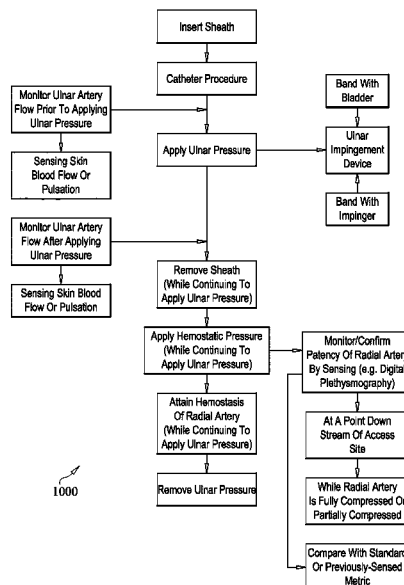 Insert Sheath
Catheter Procedure
Monitor Ulnar Artery
Flow Prior To Applying
Ulnar Pressure
Sensing Skin
Blood Flow Or
Pulsation
Apply Ulnar Pressure
Band With
Bladder
Ulnar
Impingement
Device
Band With
Impinger
Monitor Ulnar Artery
Flow After Applying
Ulnar Pressure
Sensing Skin Blood
Flow Or Pulsation
Remove Sheath
(While Continuing To
Apply Ulnar Pressure)
Apply Hemostatic Pressure
(While Continuing To
Apply Ulnar Pressure)
Attain Hemostasis
Of Radial Artery
(While Continuing To
Apply Ulnar Pressure)
Remove Ulnar Pressure
Monitor/Confirm
Patency Of Radial Artery
By Sensing (e.g. Digital
Plethysmography)
At A Point Down
Stream Of Access
Site
While Radial Artery
Is Fully Compressed Or
Partially Compressed
Compare With Standard
Or Previously-Sensed
Metric
1000